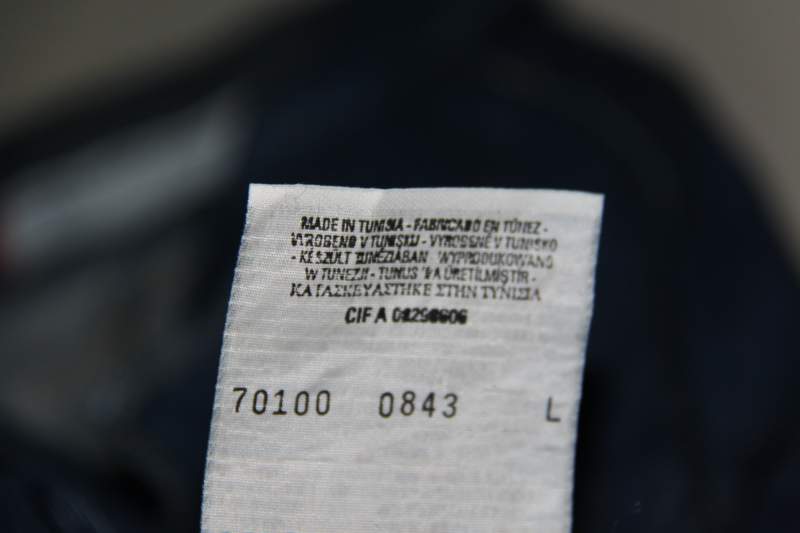 MADE IN TUNISIA - FABRICADO EN TÚNEZ -
VYROBENO V TUNISKU - VYROBENÉ V TUNISKO
- KÉSZÜLT TUNÉZIÁBAN WYPRODUKOWANO
W TUNEZJI - TUNUS'TA ÜRETILMIŞTIR -
ΚΑΤΑΣΚΕΥΑΣΤΗΚΕ ΣΤΗΝ ΤΥΝΙΣΙΑ
CIF A
70100 0843 L